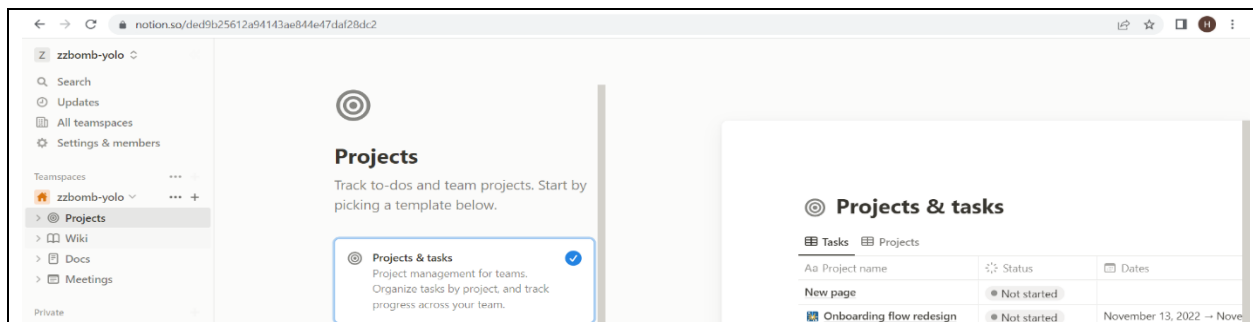 notion.so/ded9b25612a94143ae844e47daf28dc2
H
Z zzbomb-yolo
Search
Updates
All teamspaces
Settings & members
Teamspaces
zzbomb-yolo
Projects
Wiki
Docs
Meetings
Private
Projects
Track to-dos and team projects. Start by
picking a template below.
Projects & tasks
Project management for teams.
Organize tasks by project, and track
progress across your team.
Projects & tasks
Tasks Projects
Aa Project name Status Dates
New page Not started
Onboarding flow redesign Not started November 13, 2022 → Nove